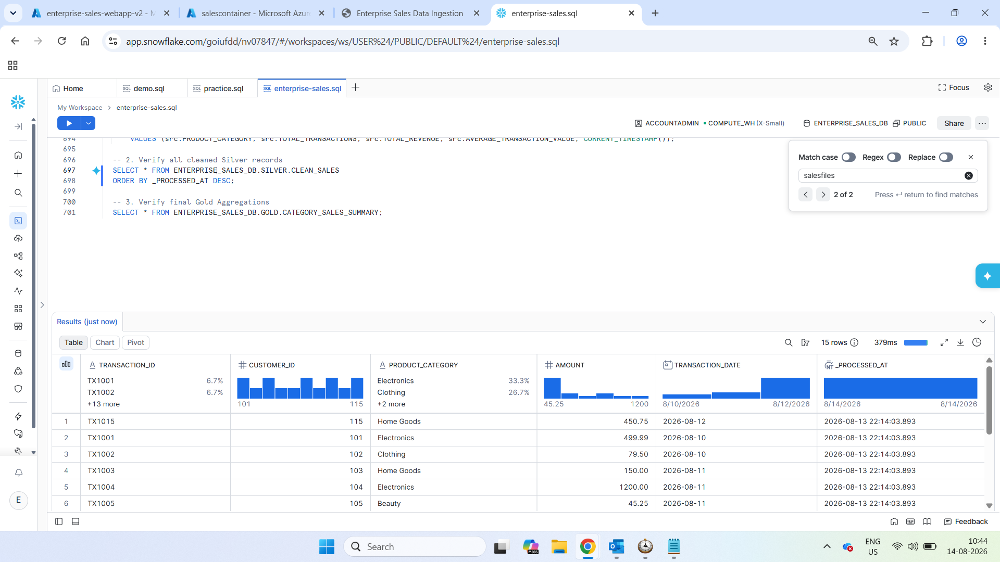 enterprise-sales-webapp-v2 - M
salescontainer - Microsoft Azur
Enterprise Sales Data Ingestion
enterprise-sales.sql
app.snowflake.com/goiufdd/nv07847/#/workspaces/ws/USER%24/PUBLIC/DEFAULT%24/enterprise-sales.sql
Home
demo.sql
practice.sql
enterprise-sales.sql
Focus
My Workspace > enterprise-sales.sql
ACCOUNTADMIN COMPUTE_WH (X-Small) ENTERPRISE_SALES_DB PUBLIC Share
694 VALUES (src.PRODUCT_CATEGORY, src.TOTAL_TRANSACTIONS, src.TOTAL_REVENUE, src.AVERAGE_TRANSACTION_VALUE, CURRENT_TIMESTAMP());
695
696 -- 2. Verify all cleaned Silver records
697 SELECT * FROM ENTERPRISE_SALES_DB.SILVER.CLEAN_SALES
698 ORDER BY _PROCESSED_AT DESC;
699
700 -- 3. Verify final Gold Aggregations
701 SELECT * FROM ENTERPRISE_SALES_DB.GOLD.CATEGORY_SALES_SUMMARY;
Match case Regex Replace
salesfiles
2 of 2 Press ↵ return to find matches
Results (just now)
Table Chart Pivot
15 rows 379ms
TRANSACTION_ID CUSTOMER_ID PRODUCT_CATEGORY AMOUNT TRANSACTION_DATE _PROCESSED_AT
TX1001 6.7% Electronics 33.3%
TX1002 6.7% Clothing 26.7%
+13 more 101 115 +2 more 45.25 1200 8/10/2026 8/12/2026 8/14/2026 8/14/2026
1 TX1015 115 Home Goods 450.75 2026-08-12 2026-08-13 22:14:03.893
2 TX1001 101 Electronics 499.99 2026-08-10 2026-08-13 22:14:03.893
3 TX1002 102 Clothing 79.50 2026-08-10 2026-08-13 22:14:03.893
4 TX1003 103 Home Goods 150.00 2026-08-11 2026-08-13 22:14:03.893
5 TX1004 104 Electronics 1200.00 2026-08-11 2026-08-13 22:14:03.893
6 TX1005 105 Beauty 45.25 2026-08-11 2026-08-13 22:14:03.893
E
Feedback
Search
M365
ENG
US
10:44
14-08-2026